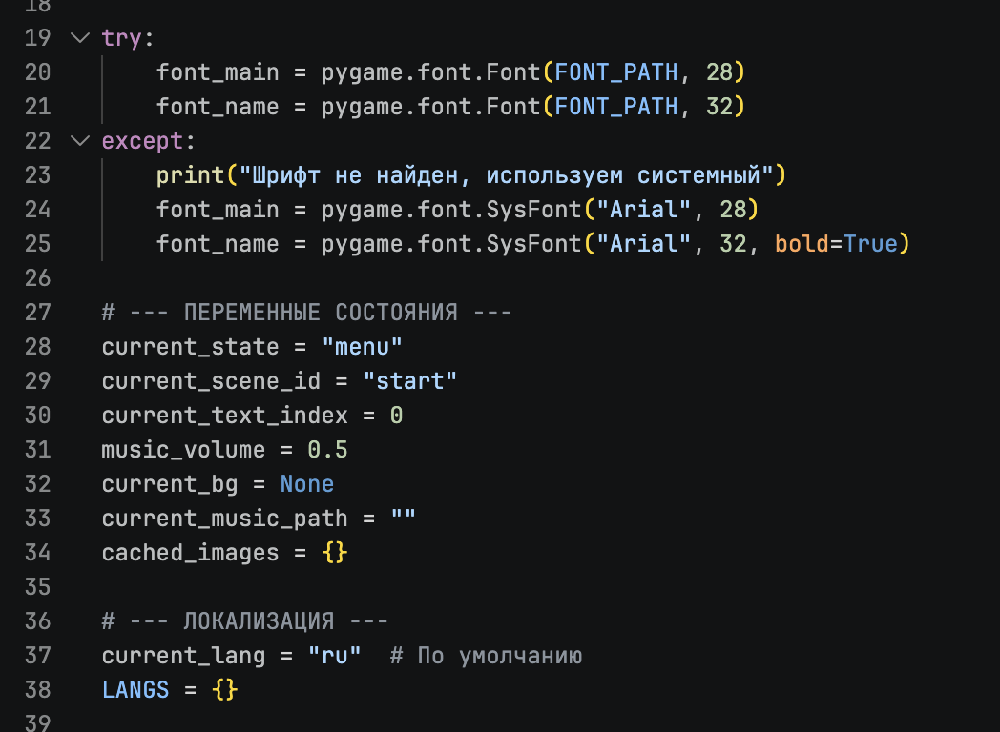 18
19 try:
20     font_main = pygame.font.Font(FONT_PATH, 28)
21     font_name = pygame.font.Font(FONT_PATH, 32)
22 except:
23     print("Шрифт не найден, используем системный")
24     font_main = pygame.font.SysFont("Arial", 28)
25     font_name = pygame.font.SysFont("Arial", 32, bold=True)
26
27 # --- ПЕРЕМЕННЫЕ СОСТОЯНИЯ ---
28 current_state = "menu"
29 current_scene_id = "start"
30 current_text_index = 0
31 music_volume = 0.5
32 current_bg = None
33 current_music_path = ""
34 cached_images = {}
35
36 # --- ЛОКАЛИЗАЦИЯ ---
37 current_lang = "ru"  # По умолчанию
38 LANGS = {}
39